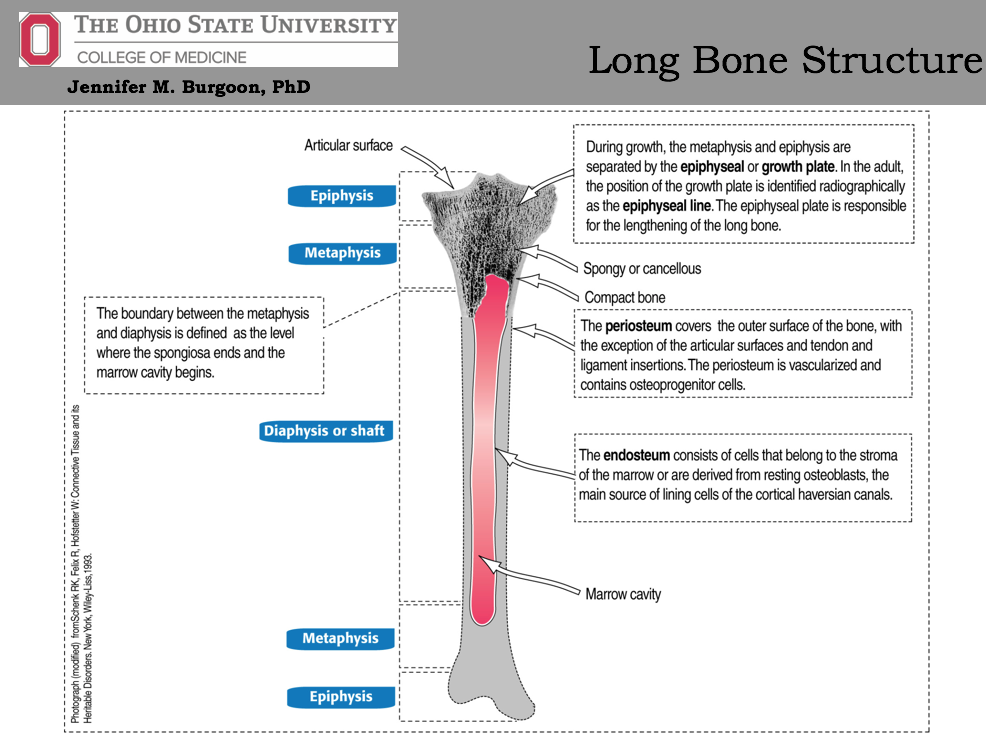 THE OHIO STATE UNIVERSITY
COLLEGE OF MEDICINE
Jennifer M. Burgoon, PhD
Long Bone Structure
Articular surface
During growth, the metaphysis and epiphysis are
separated by the epiphyseal or growth plate. In the adult,
the position of the growth plate is identified radiographically
as the epiphyseal line. The epiphyseal plate is responsible
for the lengthening of the long bone.
Epiphysis
Metaphysis
Spongy or cancellous
Compact bone
The boundary between the metaphysis
and diaphysis is defined as the level
where the spongiosa ends and the
marrow cavity begins.
The periosteum covers the outer surface of the bone, with
the exception of the articular surfaces and tendon and
ligament insertions. The periosteum is vascularized and
contains osteoprogenitor cells.
Diaphysis or shaft
The endosteum consists of cells that belong to the stroma
of the marrow or are derived from resting osteoblasts, the
main source of lining cells of the cortical haversian canals.
Marrow cavity
Metaphysis
Epiphysis
Photograph (modified) fromSchenk RK, Felix R, Hofstetter W: Connective Tissue and its
Heritable Disorders. New York, Wiley-Liss,1993.